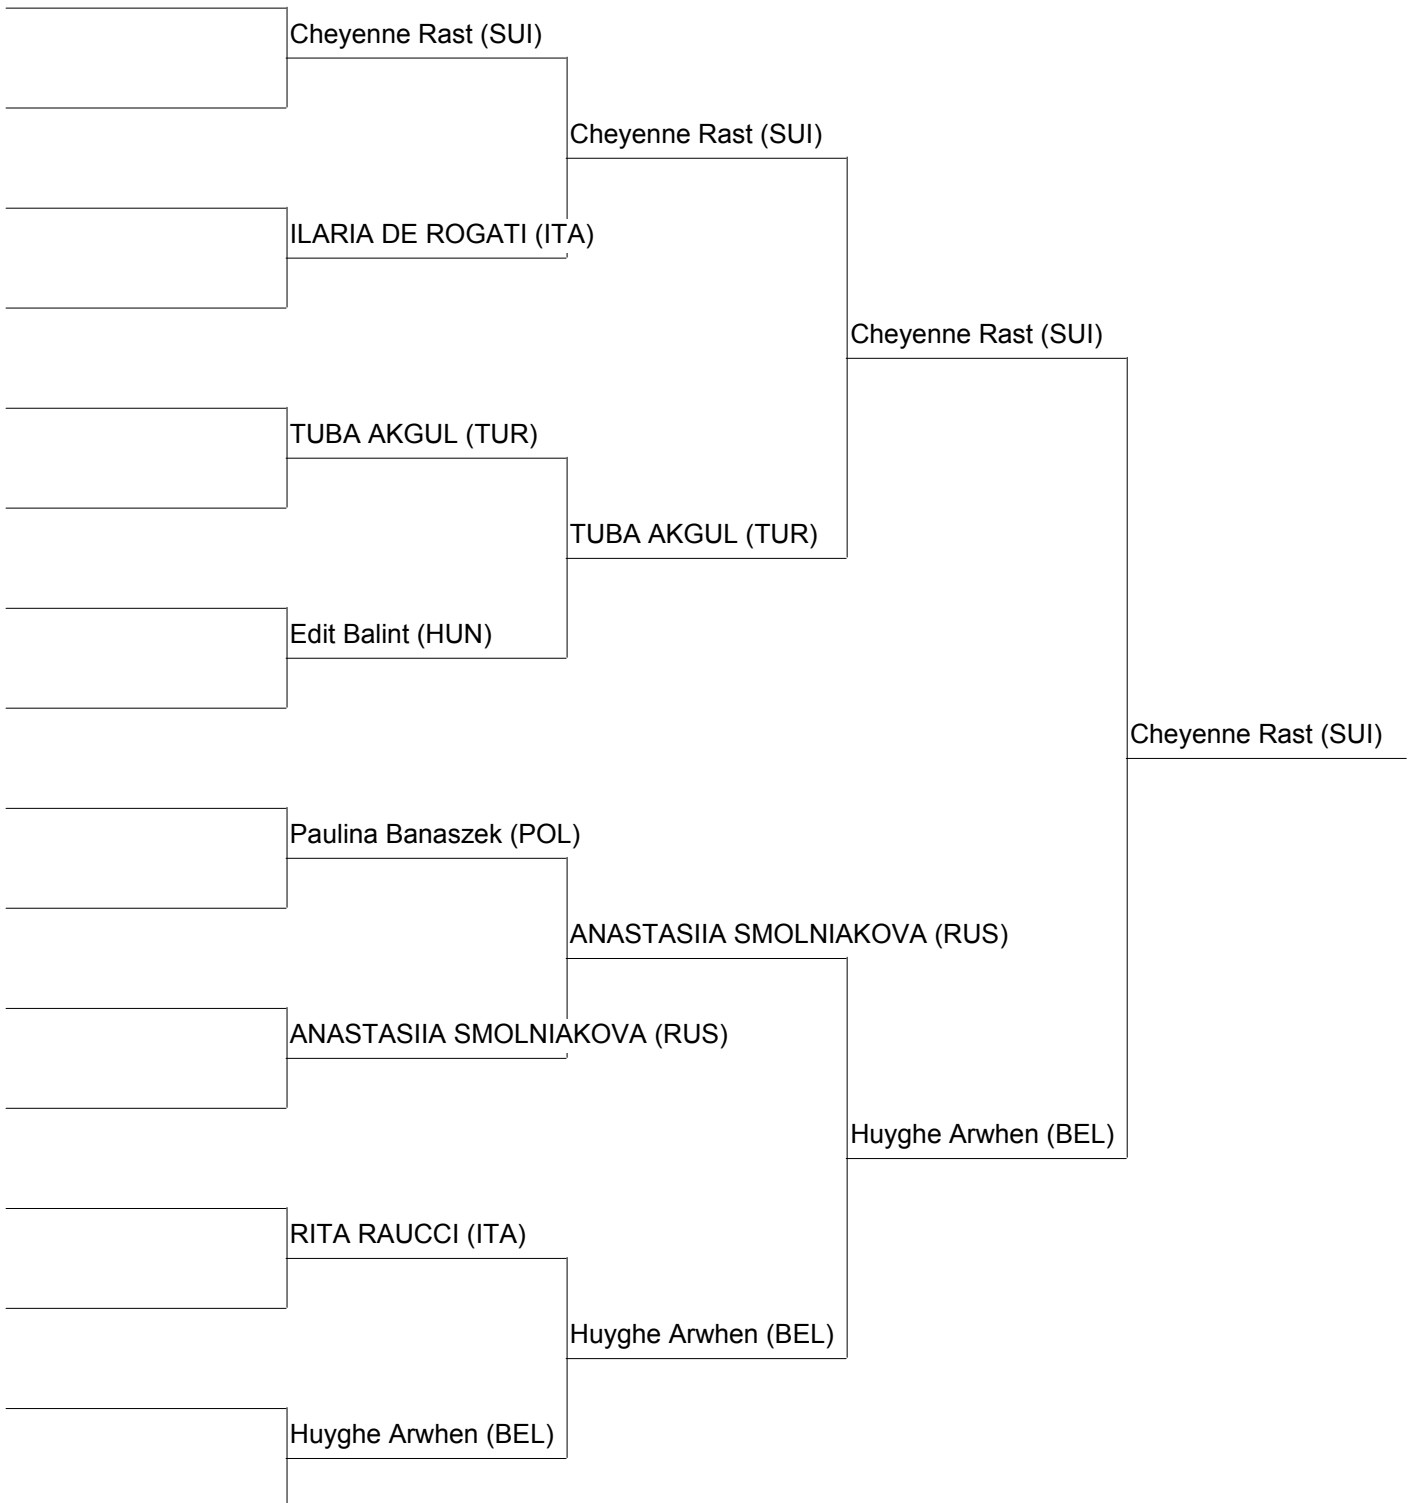 Cheyenne Rast (SUI)
Cheyenne Rast (SUI)
ILARIA DE ROGATI (ITA)
Cheyenne Rast (SUI)
TUBA AKGUL (TUR)
TUBA AKGUL (TUR)
Edit Balint (HUN)
Cheyenne Rast (SUI)
Paulina Banaszek (POL)
ANASTASIIA SMOLNIAKOVA (RUS)
ANASTASIIA SMOLNIAKOVA (RUS)
Huyghe Arwhen (BEL)
RITA RAUCCI (ITA)
Huyghe Arwhen (BEL)
Huyghe Arwhen (BEL)